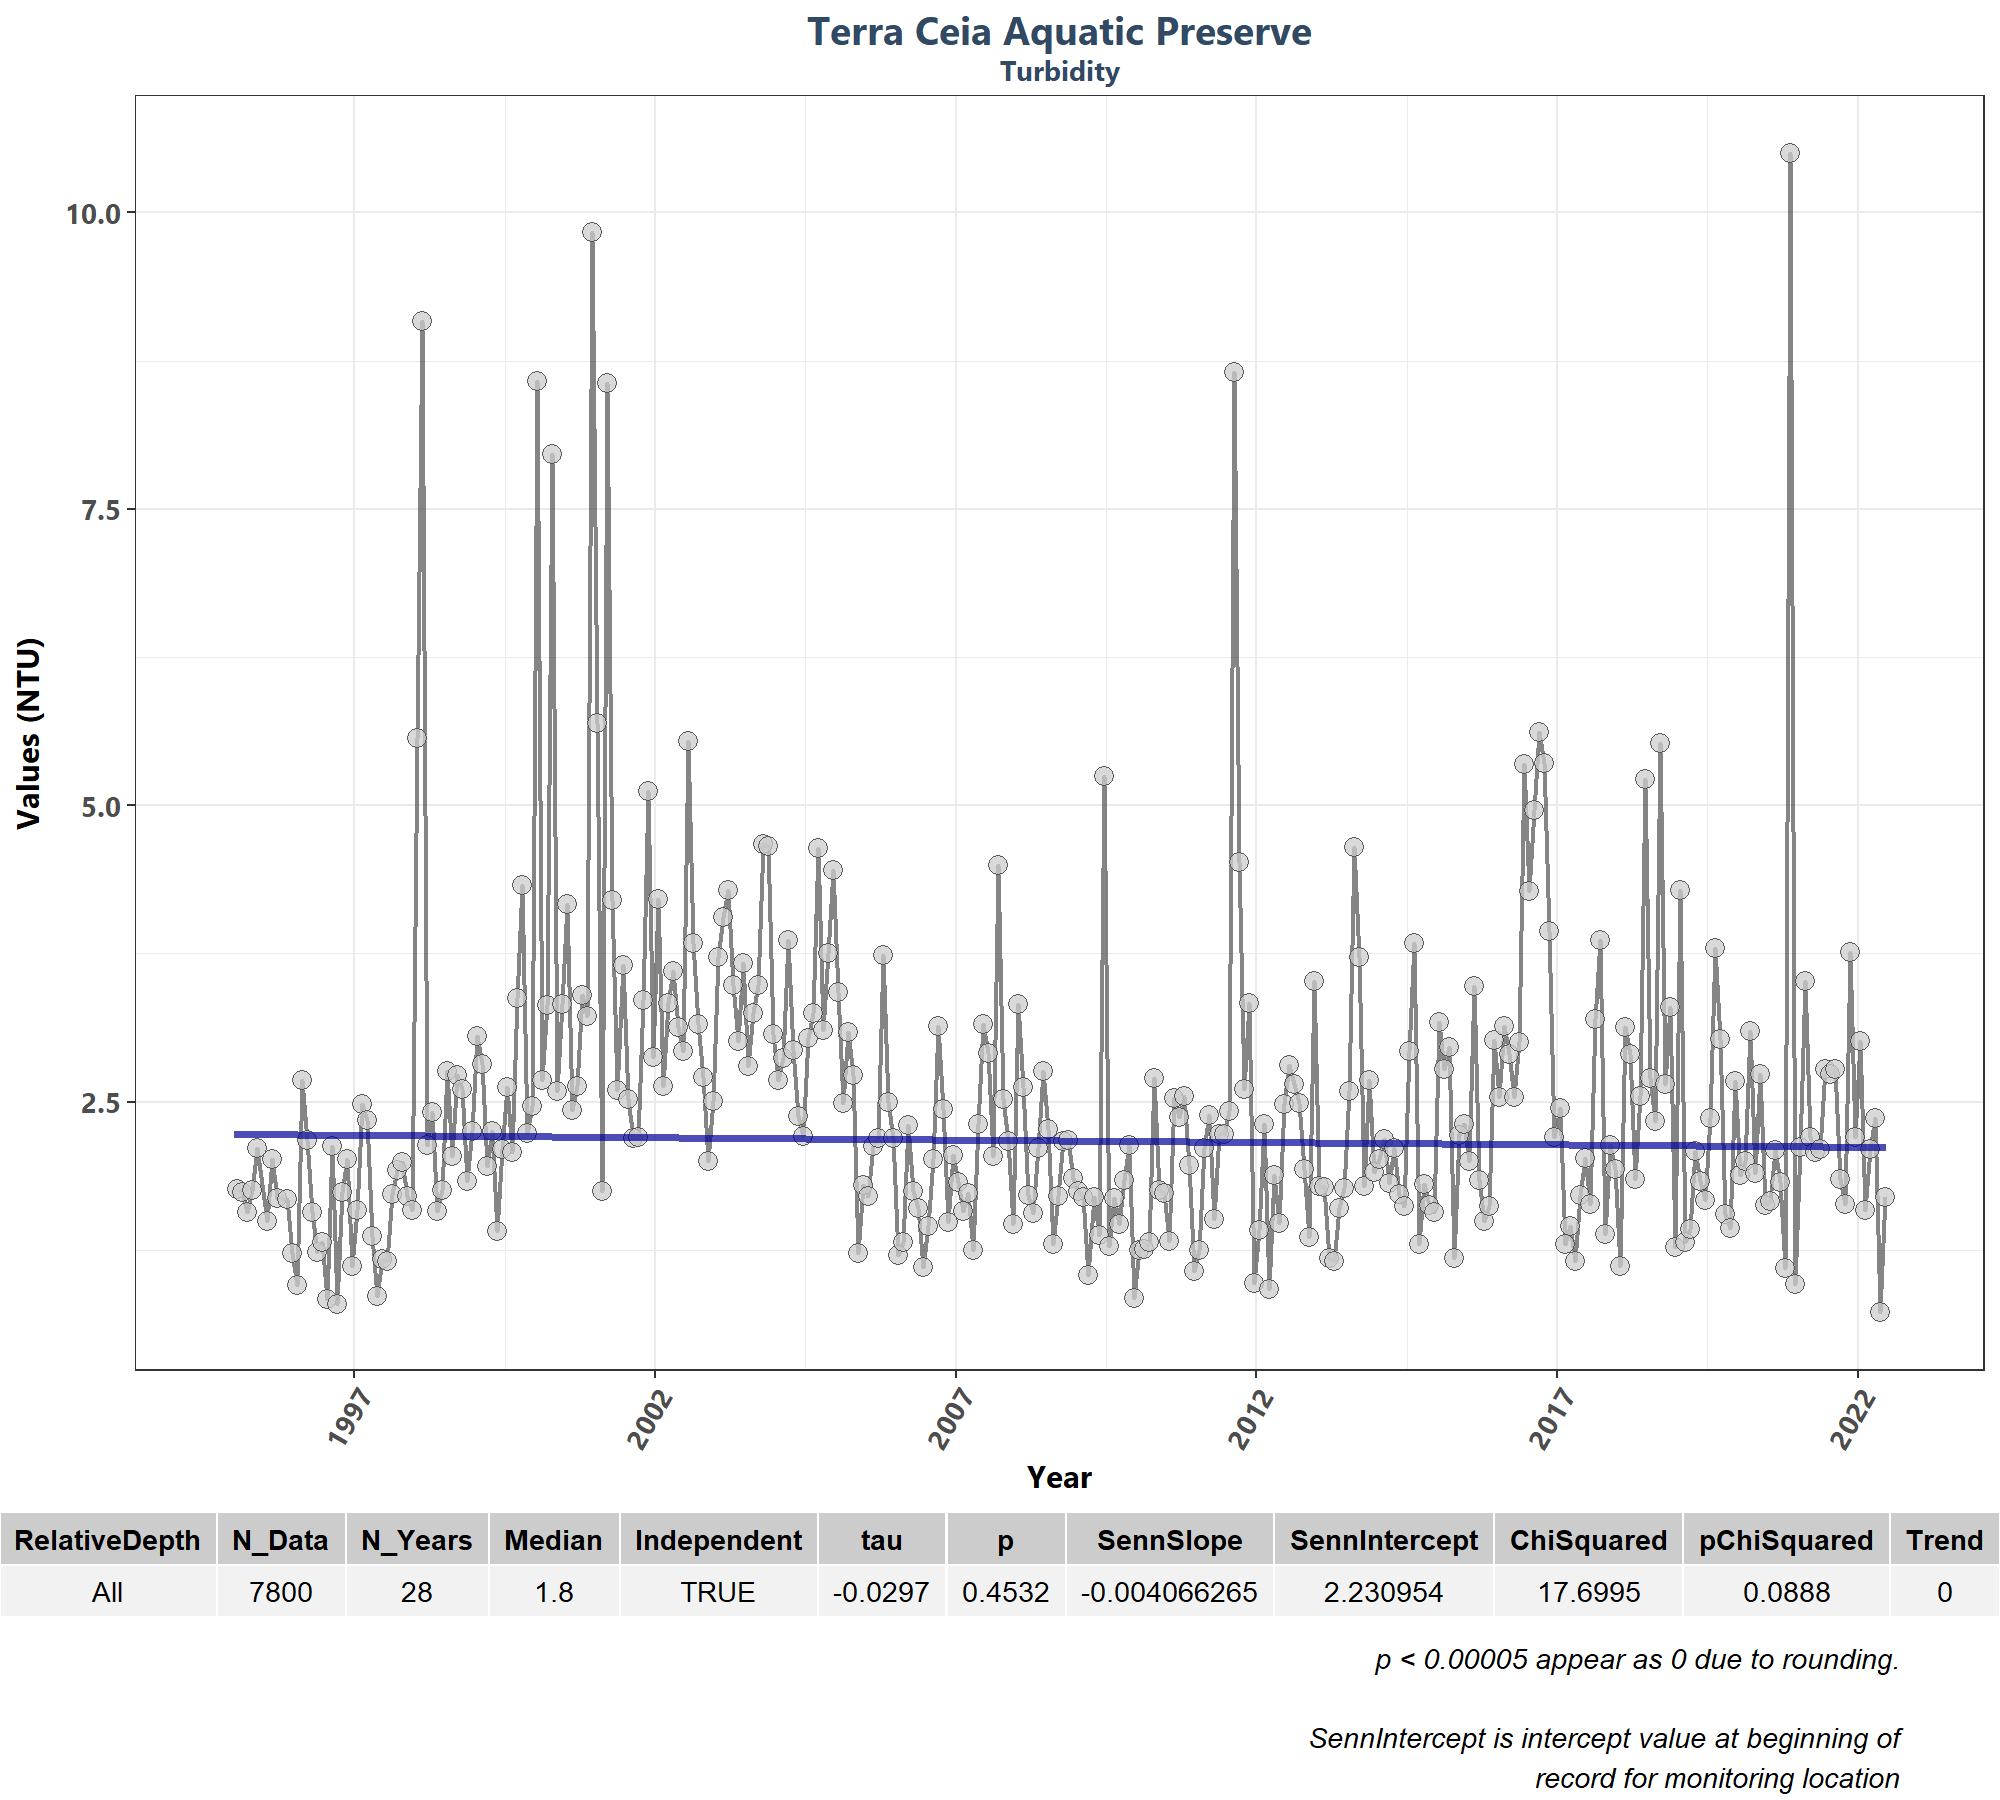 Terra Ceia Aquatic Preserve
Turbidity
Values (NTU)
10.0
7.5
5.0
2.5
1997 2002 2007 2012 2017 2022
Year
RelativeDepth N_Data N_Years Median Independent tau p SennSlope SennIntercept ChiSquared pChiSquared Trend
All 7800 28 1.8 TRUE -0.0297 0.4532 -0.004066265 2.230954 17.6995 0.0888 0
p < 0.00005 appear as 0 due to rounding.
SennIntercept is intercept value at beginning of
record for monitoring location